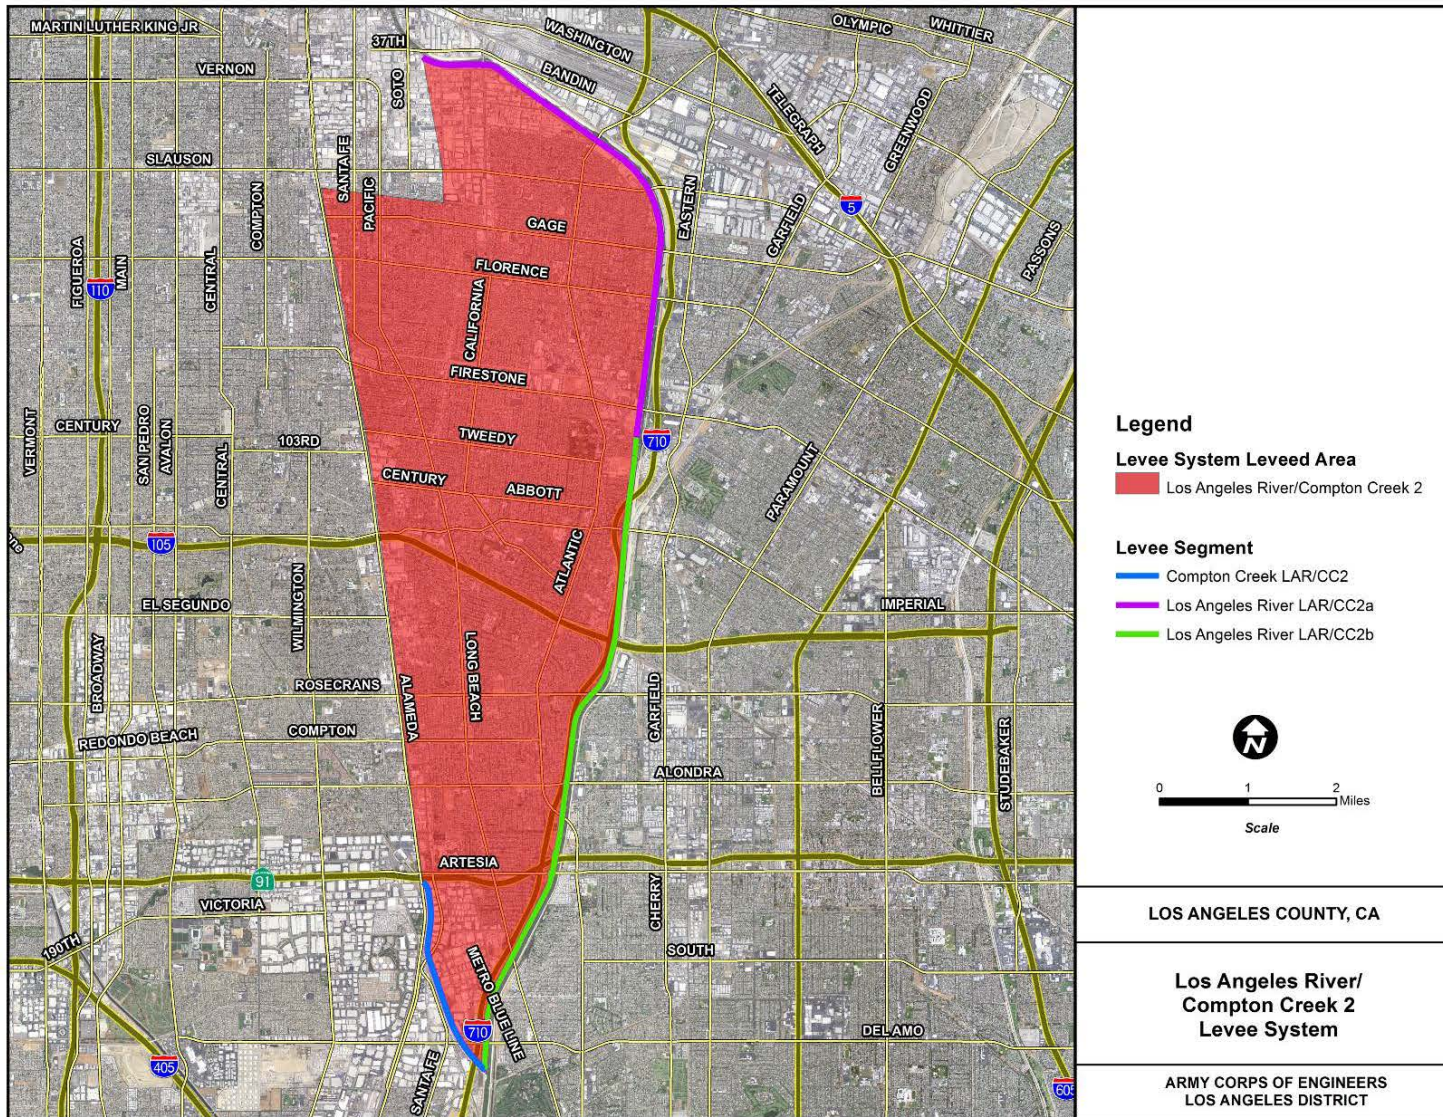 MARTIN LUTHER KING JR
37TH
WASHINGTON
OLYMPIC
WHITTIER
VERNON
SOTO
BANDINI
TELEGRAPH
GREENWOOD
SLAUSON
SANTA FE
PACIFIC
COMPTON
EASTERN
GARFIELD
5
PASSONS
GAGE
FIGUEROA
MAIN
CENTRAL
FLORENCE
110
CALIFORNIA
FIRESTONE
VERMONT
CENTURY
SAN PEDRO
AVALON
CENTRAL
103RD
TWEEDY
710
CENTURY
ABBOTT
PARAMOUNT
one
105
ATLANTIC
EL SEGUNDO
WILMINGTON
IMPERIAL
BROADWAY
ROSECRANS
ALAMEDA
LONG BEACH
GARFIELD
REDONDO BEACH
COMPTON
BELLFLOWER
STUDEBAKER
ALONDRA
ARTESIA
91
VICTORIA
CHERRY
190TH
SOUTH
METRO BLUE LINE
710
DEL AMO
405
SANTA FE
605
Legend
Levee System Leveed Area
Los Angeles River/Compton Creek 2
Levee Segment
Compton Creek LAR/CC2
Los Angeles River LAR/CC2a
Los Angeles River LAR/CC2b
N
0 1 2
Miles
Scale
LOS ANGELES COUNTY, CA
Los Angeles River/
Compton Creek 2
Levee System
ARMY CORPS OF ENGINEERS
LOS ANGELES DISTRICT